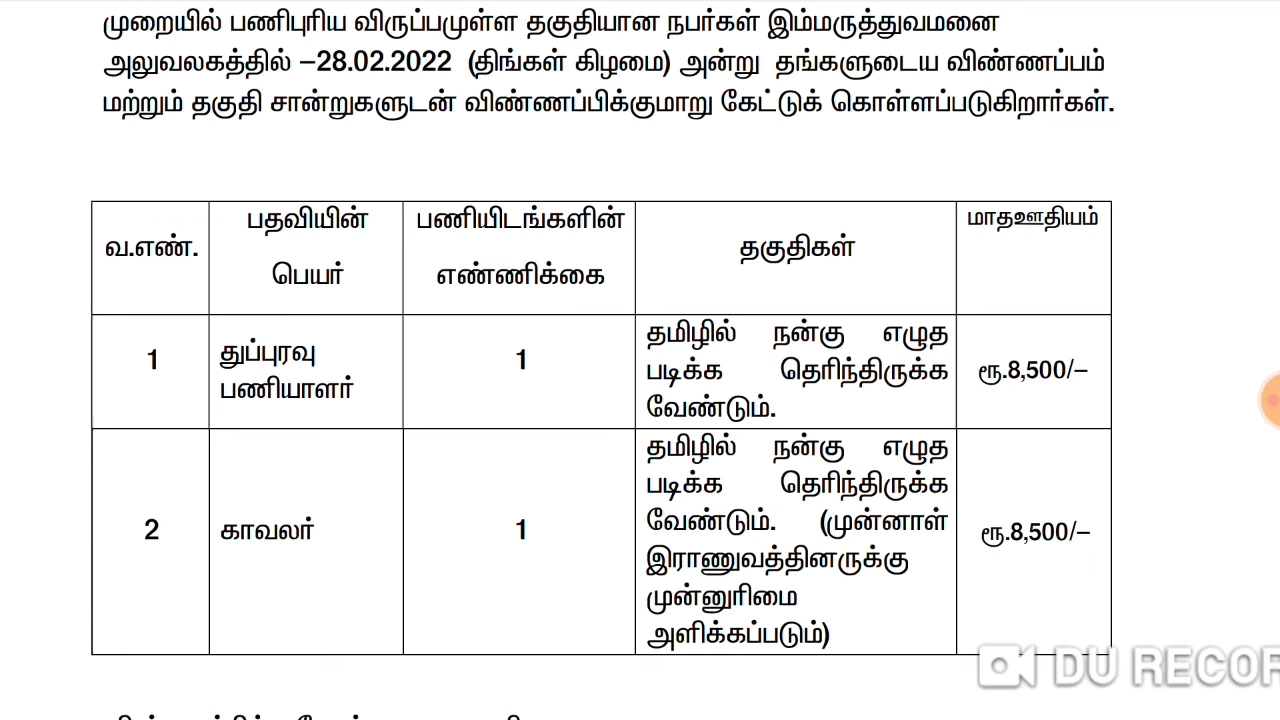 முறையில் பணிபுரிய விருப்பமுள்ள தகுதியான நபர்கள் இம்மருத்துவமனை
அலுவலகத்தில் –28.02.2022 (திங்கள் கிழமை) அன்று தங்களுடைய விண்ணப்பம்
மற்றும் தகுதி சான்றுகளுடன் விண்ணப்பிக்குமாறு கேட்டுக் கொள்ளப்படுகிறார்கள்.
வ.எண்.
பதவியின்
பெயர்
பணியிடங்களின்
எண்ணிக்கை
தகுதிகள்
மாதஊதியம்
1
துப்புரவு
பணியாளர்
1
தமிழில் நன்கு எழுத
படிக்க தெரிந்திருக்க
வேண்டும்.
ரூ.8,500/–
2
காவலர்
1
தமிழில் நன்கு எழுத
படிக்க தெரிந்திருக்க
வேண்டும். (முன்னாள்
இராணுவத்தினருக்கு
முன்னுரிமை
அளிக்கப்படும்)
ரூ.8,500/–
DU RECOR